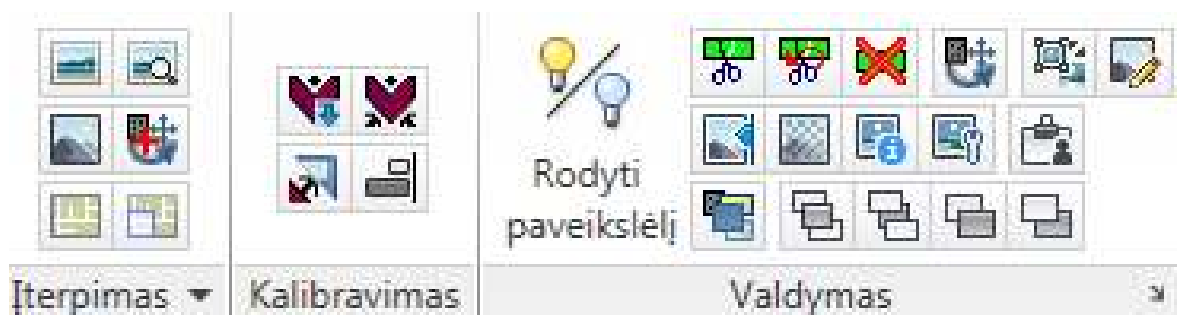 Rodyti
paveikslėlį
Įterpimas
Kalibravimas
Valdymas